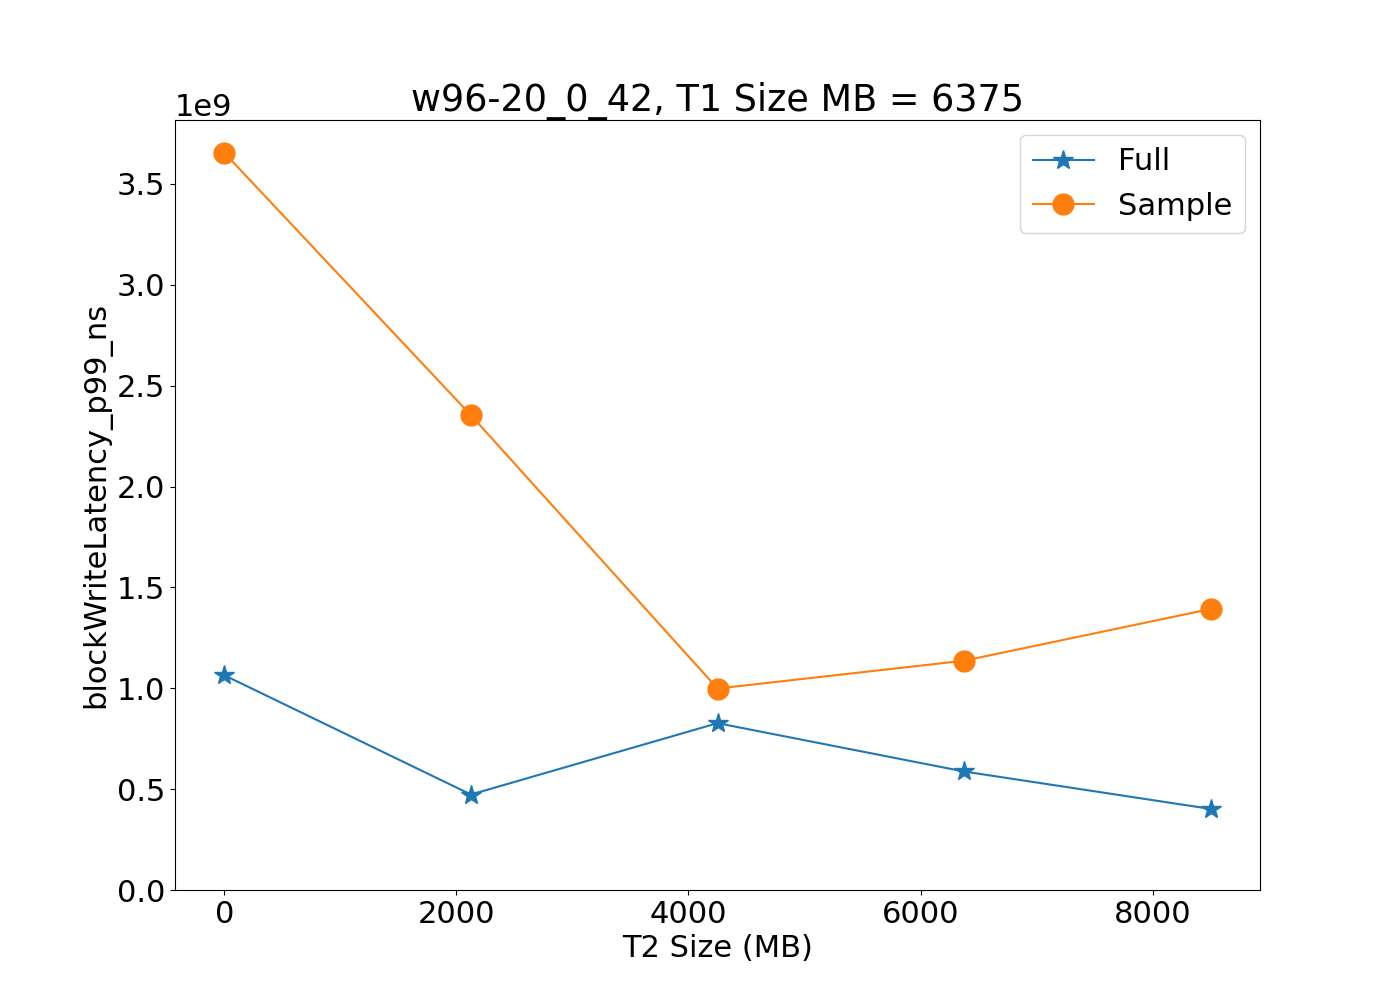 w96-20_0_42, T1 Size MB = 6375
1e9
Full
Sample
3.5
3.0
2.5
2.0
1.5
1.0
0.5
0.0
blockWriteLatency_p99_ns
0 2000 4000 6000 8000
T2 Size (MB)